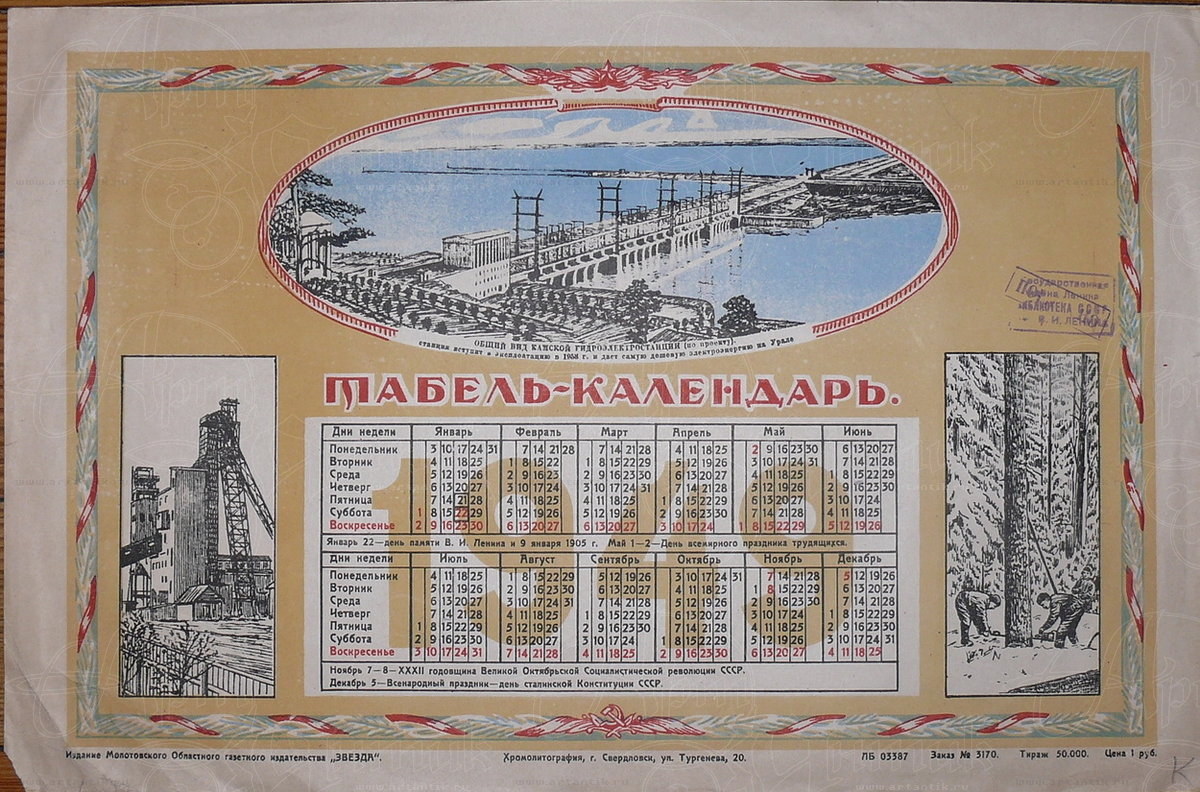 ОБЩИЙ ВИД КАМСКОЙ ГИДРОЭЛЕКТРОСТАНЦИИ (по проекту).
станция вступит в эксплоатацию в 1953 г. и даст самую дешевую электроэнергию на Урале
ТАБЕЛЬ-КАЛЕНДАРЬ.
1949
Дни недели Январь Февраль Март Апрель Май Июнь
Понедельник 3 10 17 24 31 7 14 21 28 7 14 21 28 4 11 18 25 2 9 16 23 30 6 13 20 27
Вторник 4 11 18 25 1 8 15 22 1 8 15 22 29 5 12 19 26 3 10 17 24 31 7 14 21 28
Среда 5 12 19 26 2 9 16 23 2 9 16 23 30 6 13 20 27 4 11 18 25 1 8 15 22 29
Четверг 6 13 20 27 3 10 17 24 3 10 17 24 31 7 14 21 28 5 12 19 26 2 9 16 23 30
Пятница 7 14 21 28 4 11 18 25 4 11 18 25 1 8 15 22 29 6 13 20 27 3 10 17 24
Суббота 1 8 15 22 29 5 12 19 26 5 12 19 26 2 9 16 23 30 7 14 21 28 4 11 18 25
Воскресенье 2 9 16 23 30 6 13 20 27 6 13 20 27 3 10 17 24 1 8 15 22 29 5 12 19 26
Январь 22—день памяти В. И. Ленина и 9 января 1905 г. Май 1—2—День всемирного праздника трудящихся.
Дни недели Июль Август Сентябрь Октябрь Ноябрь Декабрь
Понедельник 4 11 18 25 1 8 15 22 29 5 12 19 26 3 10 17 24 31 7 14 21 28 5 12 19 26
Вторник 5 12 19 26 2 9 16 23 30 6 13 20 27 4 11 18 25 1 8 15 22 29 6 13 20 27
Среда 6 13 20 27 3 10 17 24 31 7 14 21 28 5 12 19 26 2 9 16 23 30 7 14 21 28
Четверг 7 14 21 28 4 11 18 25 1 8 15 22 29 6 13 20 27 3 10 17 24 1 8 15 22 29
Пятница 1 8 15 22 29 5 12 19 26 2 9 16 23 30 7 14 21 28 4 11 18 25 2 9 16 23 30
Суббота 2 9 16 23 30 6 13 20 27 3 10 17 24 1 8 15 22 29 5 12 19 26 3 10 17 24 31
Воскресенье 3 10 17 24 31 7 14 21 28 4 11 18 25 2 9 16 23 30 6 13 20 27 4 11 18 25
Ноябрь 7—8—XXXII годовщина Великой Октябрьской Социалистической революции СССР.
Декабрь 5—Всенародный праздник—день сталинской Конституции СССР.
Издание Молотовского Областного газетного издательства „ЗВЕЗДА“.
Хромолитография, г. Свердловск, ул. Тургенева, 20.
ЛБ 03387 Заказ № 3170. Тираж 50.000. Цена 1 руб.